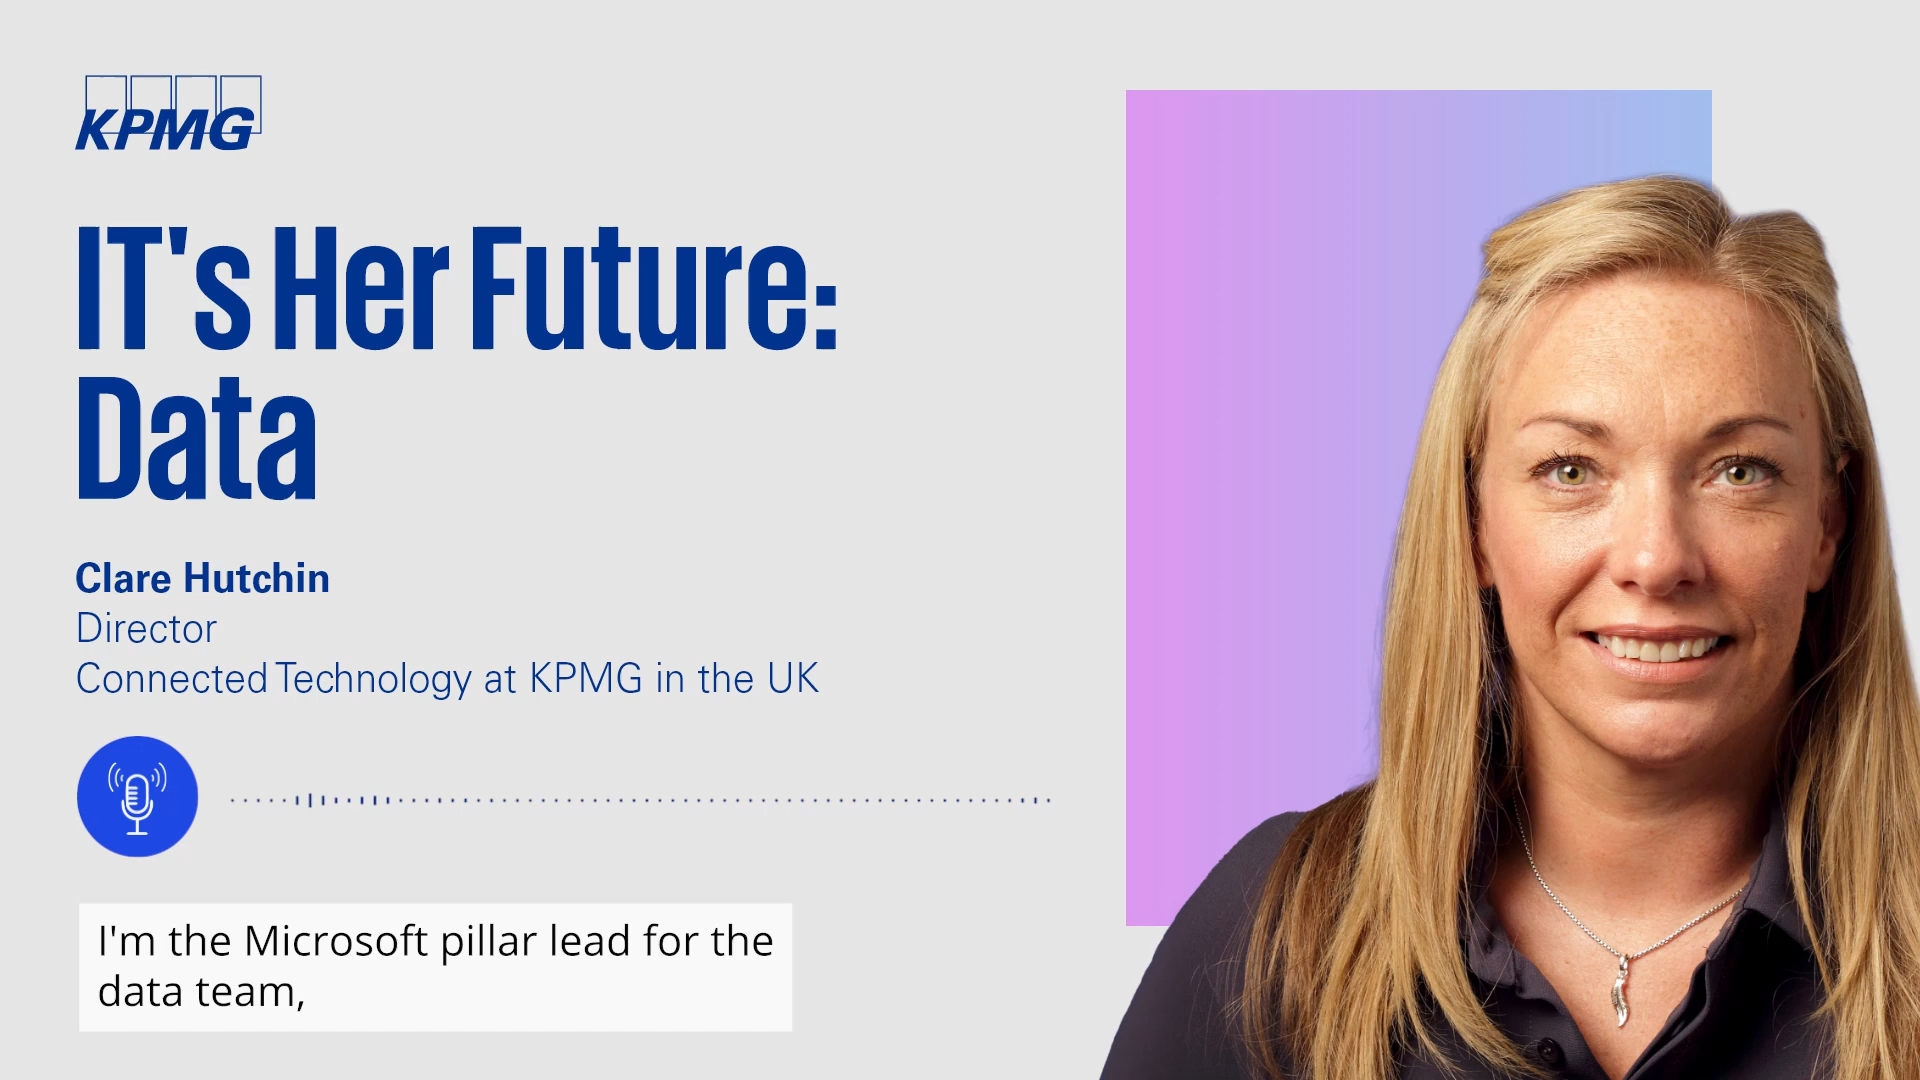 KPMG
IT's Her Future:
Data
Clare Hutchin
Director
Connected Technology at KPMG in the UK
I'm the Microsoft pillar lead for the
data team,